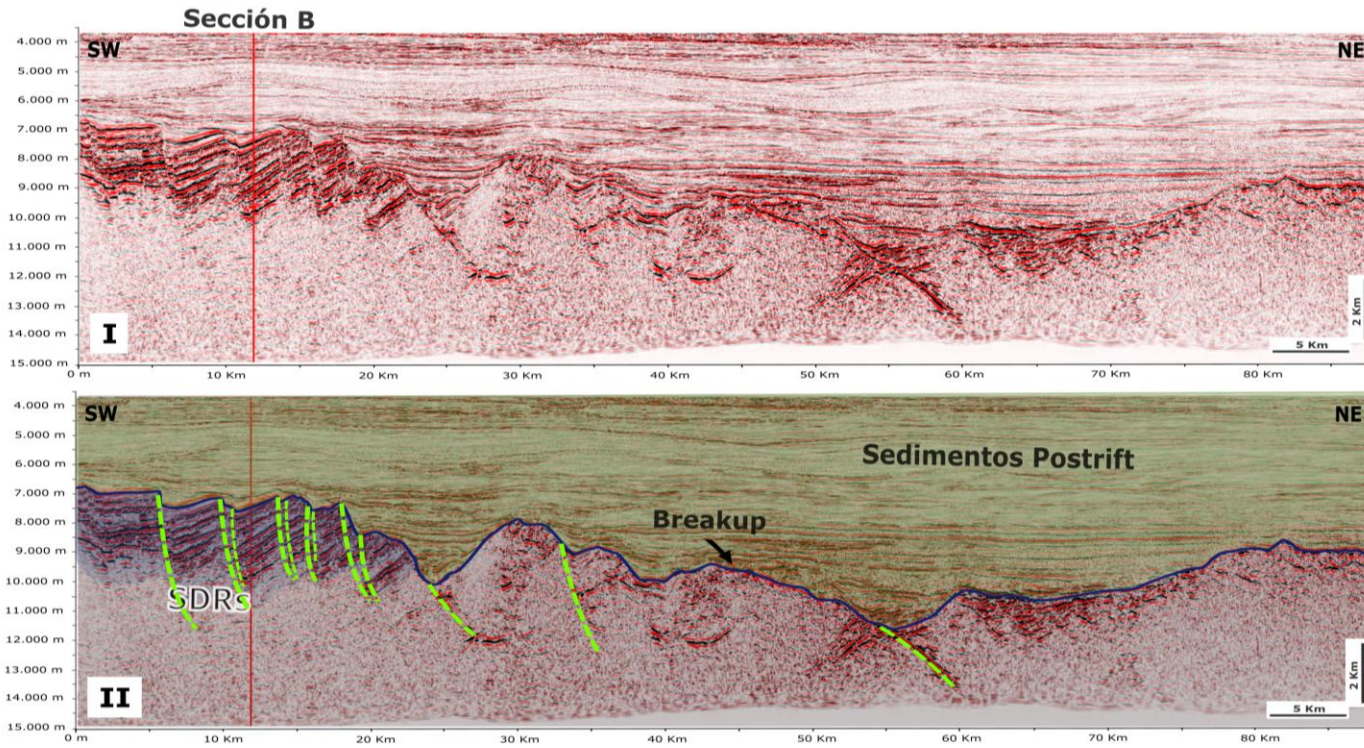 Sección B
4.000 m
SW
NE
5.000 m
6.000 m
7.000 m
8.000 m
9.000 m
10.000 m
11.000 m
12.000 m
13.000 m
14.000 m
15.000 m
I
2 Km
5 Km
0 m
10 Km
20 Km
30 Km
40 Km
50 Km
60 Km
70 Km
80 Km
4.000 m
SW
NE
5.000 m
Sedimentos Postrift
6.000 m
7.000 m
Breakup
8.000 m
9.000 m
10.000 m
SDRs
11.000 m
12.000 m
13.000 m
14.000 m
15.000 m
II
2 Km
5 Km
0 m
10 Km
20 Km
30 Km
40 Km
50 Km
60 Km
70 Km
80 Km